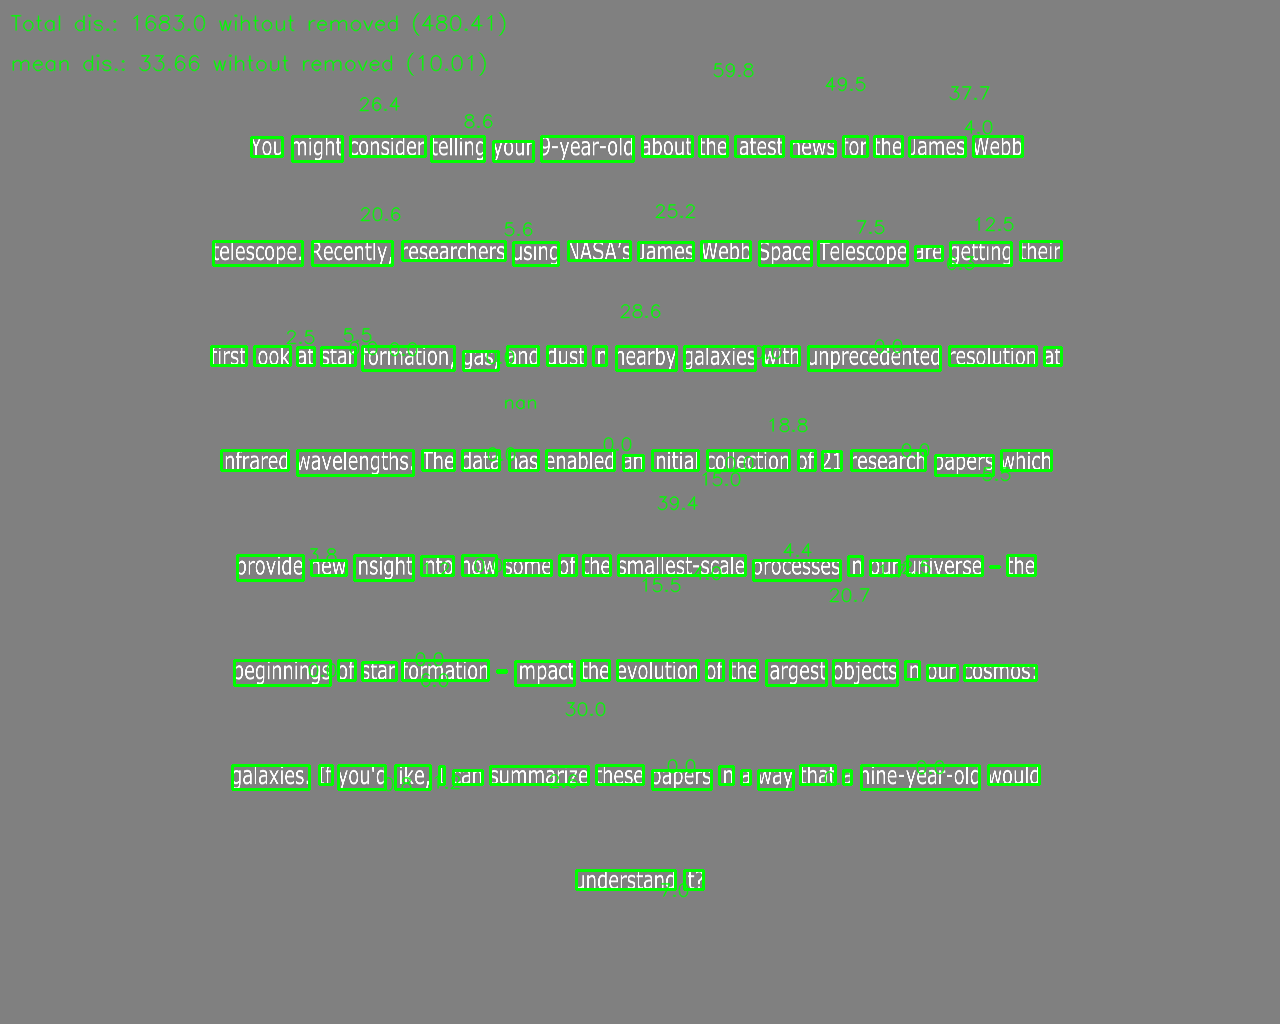 Total dis.: 1683.0 wihtout removed (480.41)
mean dis.: 33.66 wihtout removed (10.01)
59.8
49.5
37.7
26.4
8.6
4.0
You might consider telling your 9-year-old about the latest news for the James Webb
20.6
25.2
5.6
7.5
12.5
telescope. Recently, researchers using NASA's James Webb Space Telescope are getting their
28.6
2.5
5.5
0.0
first look at star formation, gas, and dust in nearby galaxies with unprecedented resolution at
nan
18.8
0.0
infrared wavelengths. The data has enabled an initial collection of 21 research papers which
15.0
39.4
3.8
4.4
provide new insight into how some of the smallest-scale processes in our universe – the
15.5
20.7
beginnings of star formation – impact the evolution of the largest objects in our cosmos:
30.0
0.0
galaxies. If you'd like, I can summarize these papers in a way that a nine-year-old would
understand it?